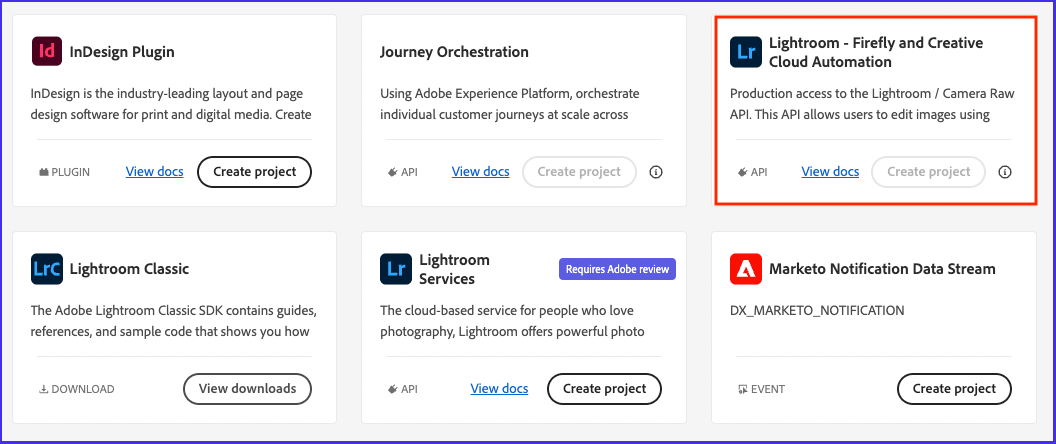 Id InDesign Plugin
InDesign is the industry-leading layout and page
design software for print and digital media. Create
PLUGIN View docs Create project
Journey Orchestration
Using Adobe Experience Platform, orchestrate
individual customer journeys at scale across
API View docs Create project
Lr Lightroom - Firefly and Creative
Cloud Automation
Production access to the Lightroom / Camera Raw
API. This API allows users to edit images using
API View docs Create project
LrC Lightroom Classic
The Adobe Lightroom Classic SDK contains guides,
references, and sample code that shows you how
DOWNLOAD View downloads
Lr Lightroom
Services
Requires Adobe review
The cloud-based service for people who love
photography, Lightroom offers powerful photo
API View docs Create project
Marketo Notification Data Stream
DX_MARKETO_NOTIFICATION
EVENT Create project